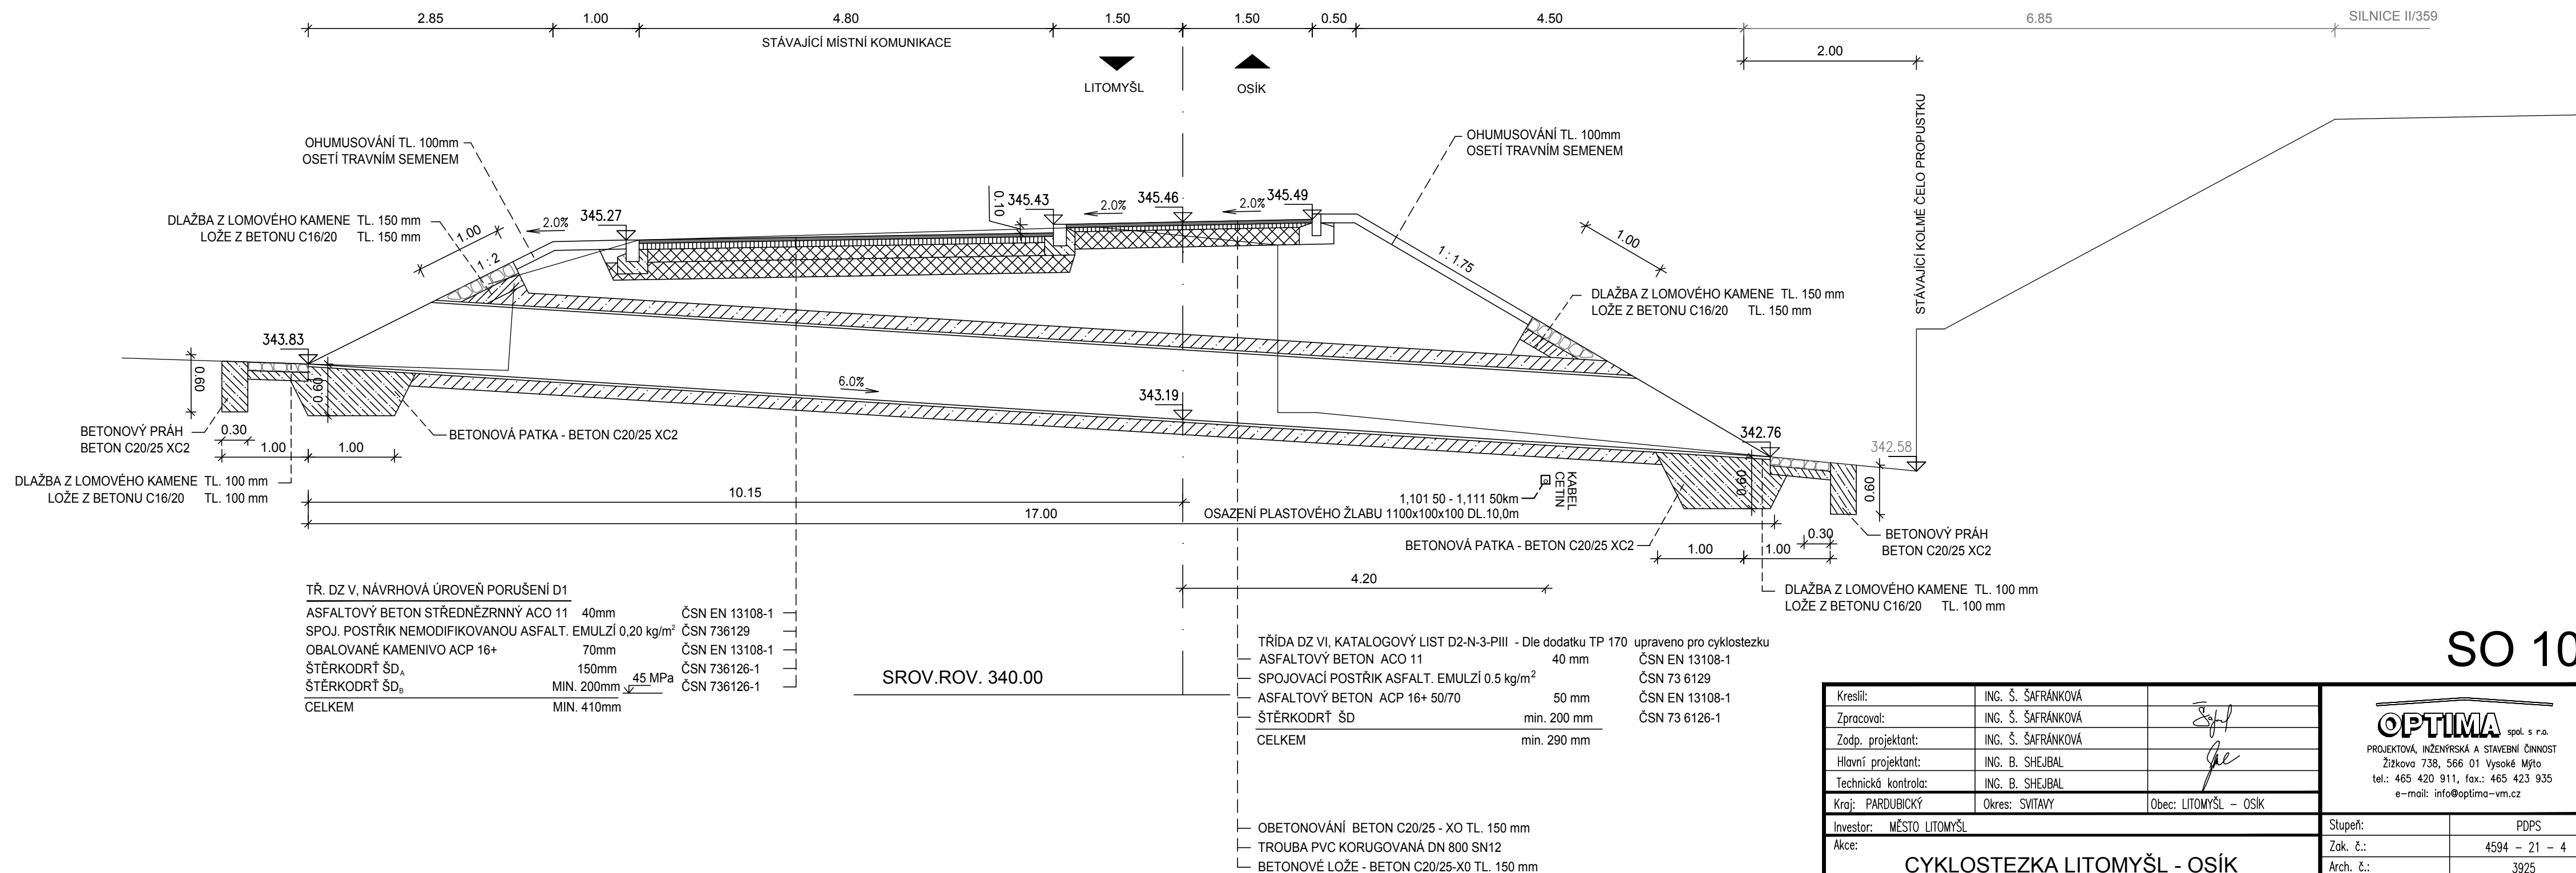 2.85 1.00 4.80 1.50 1.50 0.50 4.50 6.85 SILNICE II/359
STÁVAJÍCÍ MÍSTNÍ KOMUNIKACE
2.00
LITOMYŠL OSÍK
STÁVAJÍCÍ KOLMÉ ČELO PROPUSTKU
OHUMUSOVÁNÍ TL. 100mm
OSETÍ TRAVNÍM SEMENEM
OHUMUSOVÁNÍ TL. 100mm
OSETÍ TRAVNÍM SEMENEM
DLAŽBA Z LOMOVÉHO KAMENE TL. 150 mm
LOŽE Z BETONU C16/20 TL. 150 mm
1.00
1 : 2
2.0%
345.27
0.10
345.43
2.0%
345.46
2.0%
345.49
1 : 1.75
1.00
DLAŽBA Z LOMOVÉHO KAMENE TL. 150 mm
LOŽE Z BETONU C16/20 TL. 150 mm
343.83
0.60
0.60
6.0%
343.19
342.76
342.58
BETONOVÝ PRÁH
BETON C20/25 XC2
0.30
1.00 1.00
BETONOVÁ PATKA - BETON C20/25 XC2
DLAŽBA Z LOMOVÉHO KAMENE TL. 100 mm
LOŽE Z BETONU C16/20 TL. 100 mm
10.15
17.00
1,101 50 - 1,111 50km
OSAZENÍ PLASTOVÉHO ŽLABU 1100x100x100 DL.10,0m
KABEL
CETIN
0.60
0.60
BETONOVÁ PATKA - BETON C20/25 XC2
1.00 1.00
0.30
BETONOVÝ PRÁH
BETON C20/25 XC2
4.20
DLAŽBA Z LOMOVÉHO KAMENE TL. 100 mm
LOŽE Z BETONU C16/20 TL. 100 mm
TŘ. DZ V, NÁVRHOVÁ ÚROVEŇ PORUŠENÍ D1
ASFALTOVÝ BETON STŘEDNĚZRNNÝ ACO 11 40mm ČSN EN 13108-1
SPOJ. POSTŘIK NEMODIFIKOVANOU ASFALT. EMULZÍ 0,20 kg/m² ČSN 736129
OBALOVANÉ KAMENIVO ACP 16+ 70mm ČSN EN 13108-1
ŠTĚRKODRŤ ŠDA 150mm ČSN 736126-1
ŠTĚRKODRŤ ŠDB MIN. 200mm 45 MPa ČSN 736126-1
CELKEM MIN. 410mm
SROV.ROV. 340.00
TŘÍDA DZ VI, KATALOGOVÝ LIST D2-N-3-PIII - Dle dodatku TP 170 upraveno pro cyklostezku
ASFALTOVÝ BETON ACO 11 40 mm ČSN EN 13108-1
SPOJOVACÍ POSTŘIK ASFALT. EMULZÍ 0.5 kg/m² ČSN 73 6129
ASFALTOVÝ BETON ACP 16+ 50/70 50 mm ČSN EN 13108-1
ŠTĚRKODRŤ ŠD min. 200 mm ČSN 73 6126-1
CELKEM min. 290 mm
OBETONOVÁNÍ BETON C20/25 - XO TL. 150 mm
TROUBA PVC KORUGOVANÁ DN 800 SN12
BETONOVÉ LOŽE - BETON C20/25-X0 TL. 150 mm
SO 10
Kreslil: ING. Š. ŠAFRÁNKOVÁ
Zpracoval: ING. Š. ŠAFRÁNKOVÁ
Zodp. projektant: ING. Š. ŠAFRÁNKOVÁ
Hlavní projektant: ING. B. SHEJBAL
Technická kontrola: ING. B. SHEJBAL
Kraj: PARDUBICKÝ Okres: SVITAVY Obec: LITOMYŠL – OSÍK
Investor: MĚSTO LITOMYŠL
Akce:
CYKLOSTEZKA LITOMYŠL - OSÍK
OPTIMA spol. s r.o.
PROJEKTOVÁ, INŽENÝRSKÁ A STAVEBNÍ ČINNOST
Žižkova 738, 566 01 Vysoké Mýto
tel.: 465 420 911, fax.: 465 423 935
e-mail: info@optima-vm.cz
Stupeň: PDPS
Zak. č.: 4594 – 21 – 4
Arch. č.: 3925